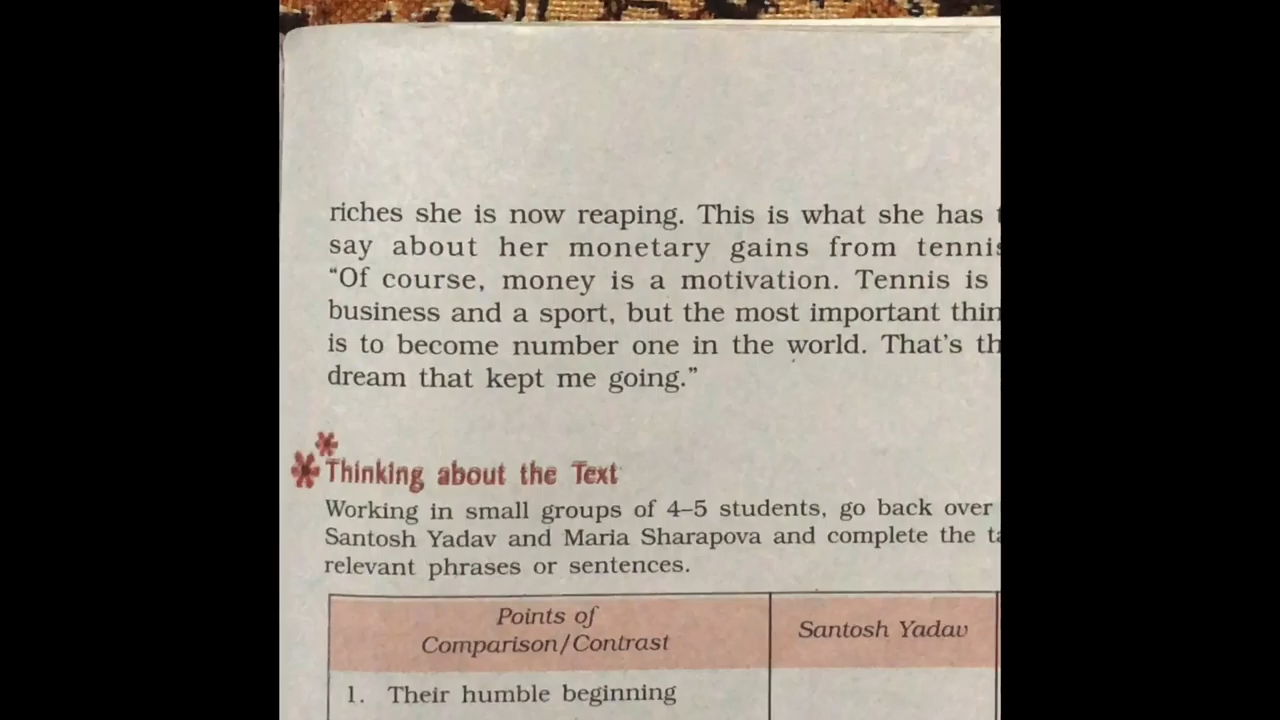 riches she is now reaping. This is what she has
say about her monetary gains from tennis
“Of course, money is a motivation. Tennis is
business and a sport, but the most important
is to become number one in the world. That’s
dream that kept me going.”
Thinking about the Text
Working in small groups of 4–5 students, go back over
Santosh Yadav and Maria Sharapova and complete the
relevant phrases or sentences.
Points of
Comparison/Contrast
Santosh Yadav
1. Their humble beginning